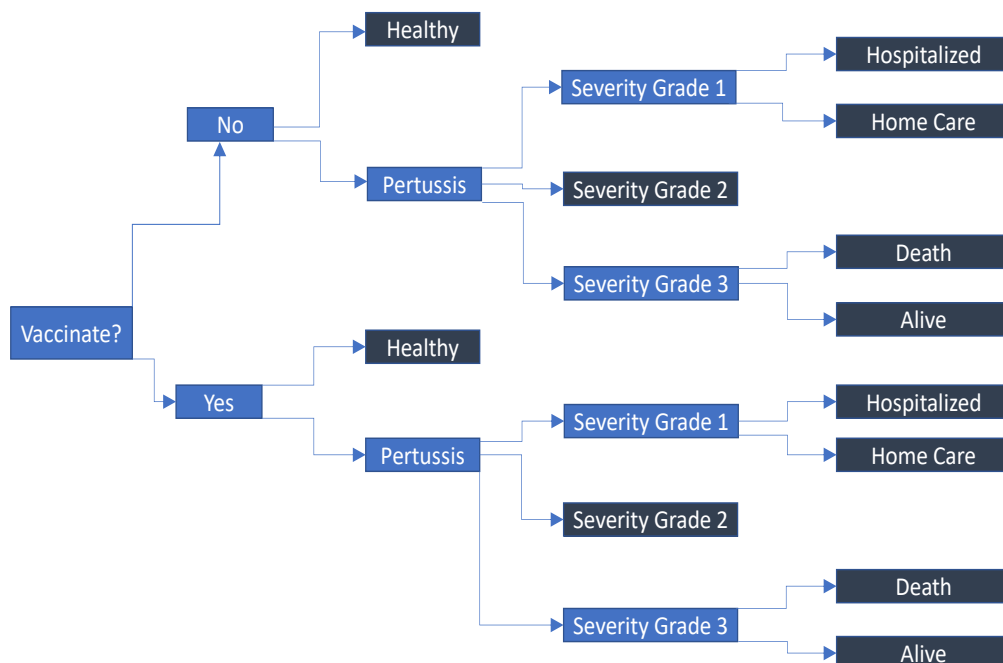 Healthy
Hospitalized
Severity Grade 1
No
Home Care
Pertussis
Severity Grade 2
Death
Severity Grade 3
Alive
Vaccinate?
Healthy
Yes
Hospitalized
Severity Grade 1
Pertussis
Home Care
Severity Grade 2
Death
Severity Grade 3
Alive